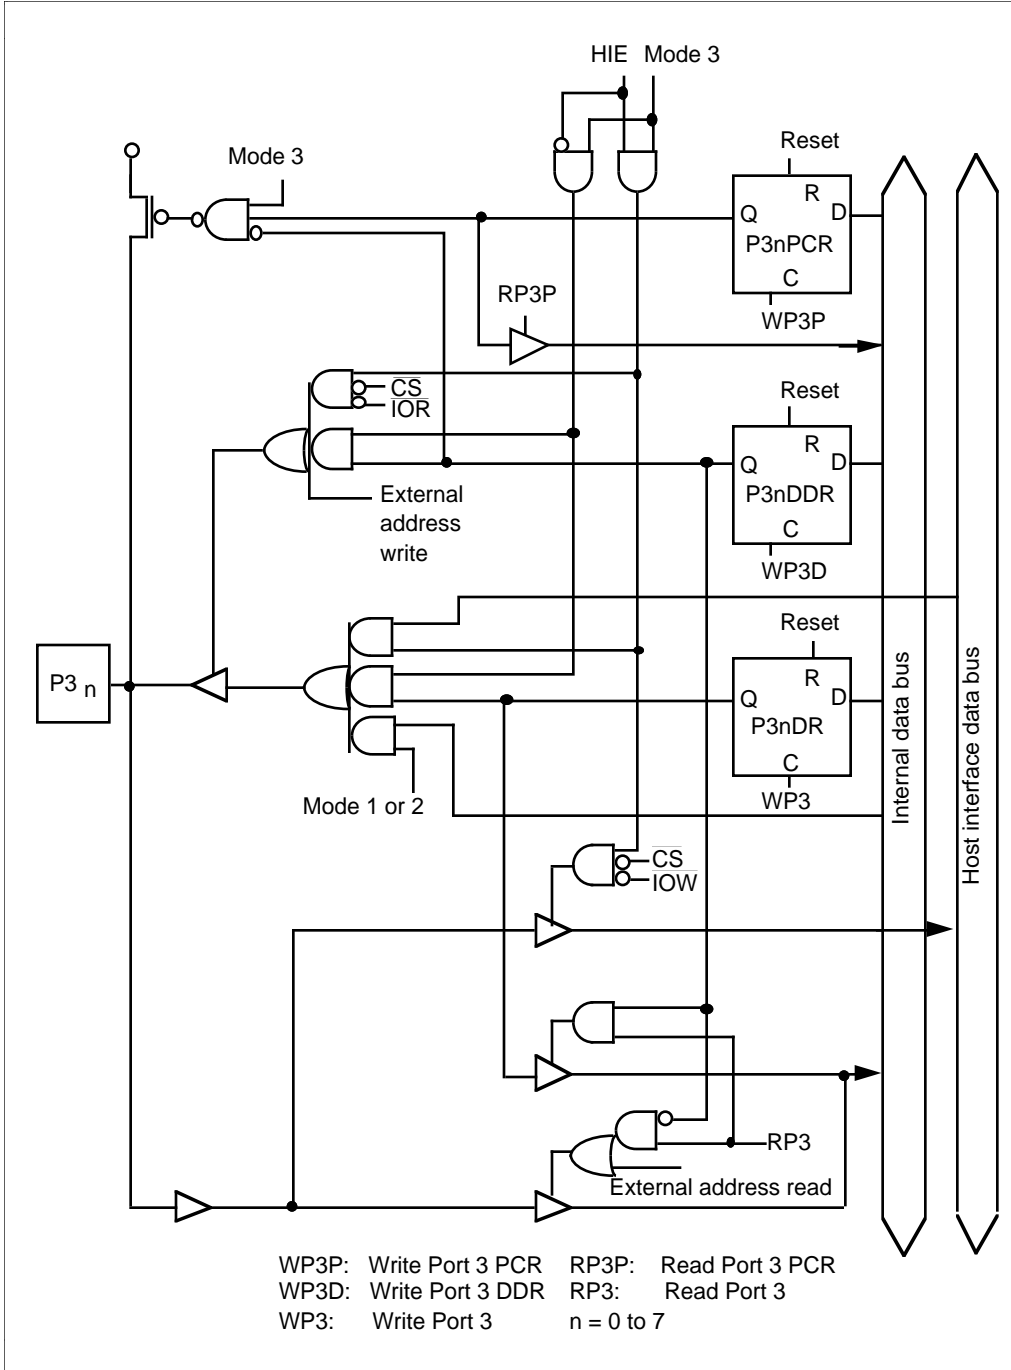 HIE Mode 3
Mode 3
Reset
R
Q D
P3nPCR
C
WP3P
RP3P
CS
IOR
Reset
R
Q D
P3nDDR
C
WP3D
External
address
write
Reset
R
Q D
P3nDR
C
WP3
P3 n
Mode 1 or 2
Internal data bus
Host interface data bus
CS
IOW
RP3
External address read
WP3P: Write Port 3 PCR RP3P: Read Port 3 PCR
WP3D: Write Port 3 DDR RP3: Read Port 3
WP3: Write Port 3 n = 0 to 7